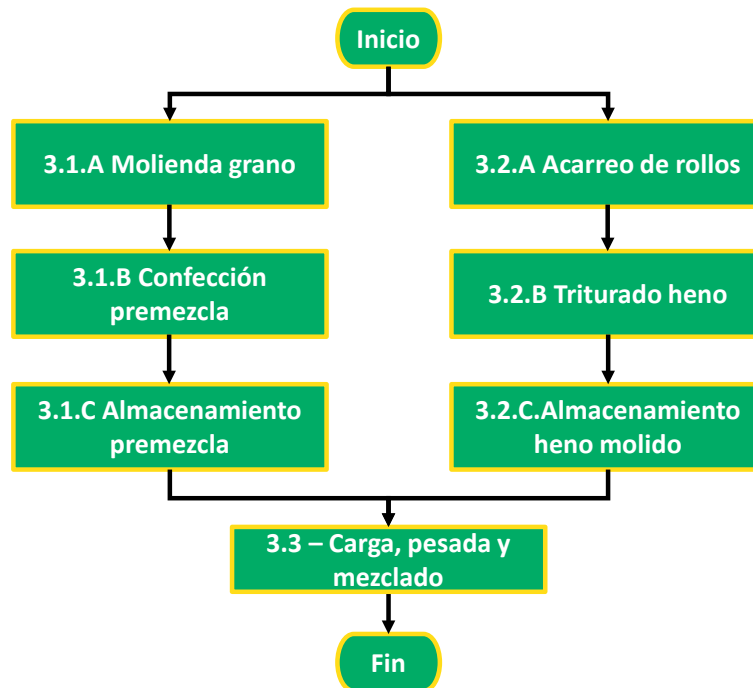 Inicio
3.1.A Molienda grano
3.2.A Acarreo de rollos
3.1.B Confección
premezcla
3.2.B Triturado heno
3.1.C Almacenamiento
premezcla
3.2.C.Almacenamiento
heno molido
3.3 – Carga, pesada y
mezclado
Fin